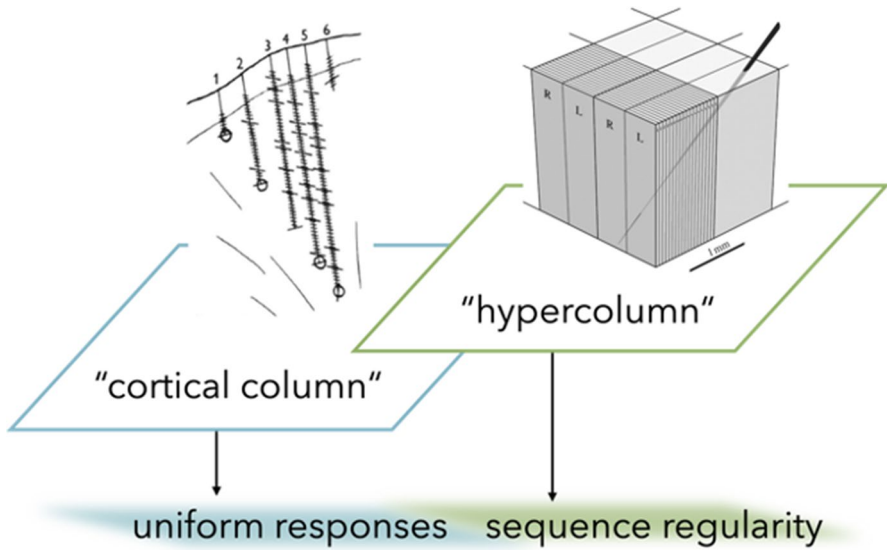 1 2 3 4 5 6
R L R L
1 mm
"hypercolumn"
"cortical column"
uniform responses sequence regularity